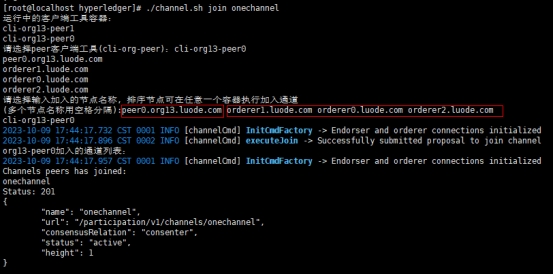 [root@localhost hyperledger]# ./channel.sh join onechannel
运行中的客户端工具容器：
cli-org13-peer1
cli-org13-peer0
请选择peer客户端工具(cli-org-peer): cli-org13-peer0
peer0.org13.luode.com
orderer1.luode.com
orderer0.luode.com
orderer2.luode.com
请选择输入加入的节点名称, 排序节点可在任意一个容器执行加入通道
(多个节点名称用空格分隔):peer0.org13.luode.com orderer1.luode.com orderer0.luode.com orderer2.luode.com
cli-org13-peer0
2023-10-09 17:44:17.732 CST 0001 INFO [channelCmd] InitCmdFactory -> Endorser and orderer connections initialized
2023-10-09 17:44:17.896 CST 0002 INFO [channelCmd] executeJoin -> Successfully submitted proposal to join channel
org13-peer0加入的通道列表:
2023-10-09 17:44:17.957 CST 0001 INFO [channelCmd] InitCmdFactory -> Endorser and orderer connections initialized
Channels peers has joined:
onechannel
Status: 201
{
"name": "onechannel",
"url": "/participation/v1/channels/onechannel",
"consensusRelation": "consenter",
"status": "active",
"height": 1
}